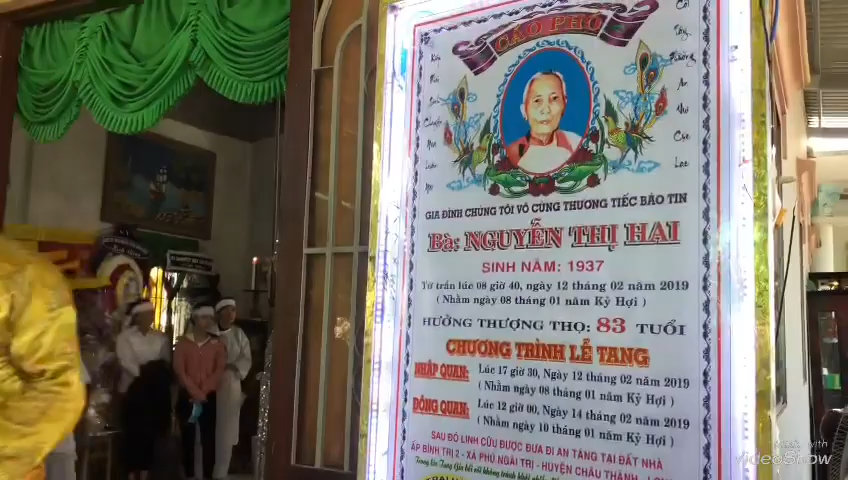 CÁO PHÓ
GIA ĐÌNH CHÚNG TÔI VÔ CÙNG THƯƠNG TIẾC BÁO TIN
Bà: NGUYỄN THỊ HAI
SINH NĂM: 1937
Từ trần lúc 08 giờ 40, ngày 12 tháng 02 năm 2019
( Nhằm ngày 08 tháng 01 năm Kỷ Hợi )
HƯỞNG THƯỢNG THỌ: 83 TUỔI
CHƯƠNG TRÌNH LỄ TANG
NHẬP QUAN: Lúc 17 giờ 30, Ngày 12 tháng 02 năm 2019
( Nhằm ngày 08 tháng 01 năm Kỷ Hợi )
ĐỘNG QUAN: Lúc 12 giờ 00, Ngày 14 tháng 02 năm 2019
( Nhằm ngày 10 tháng 01 năm Kỷ Hợi )
SAU ĐÓ LINH CỮU ĐƯỢC ĐƯA ĐI AN TÁNG TẠI ĐẤT NHÀ
ẤP BÌNH TRỊ 2 - XÃ PHÚ NGÃI TRỊ - HUYỆN CHÂU THÀNH
Made with
VideoShow